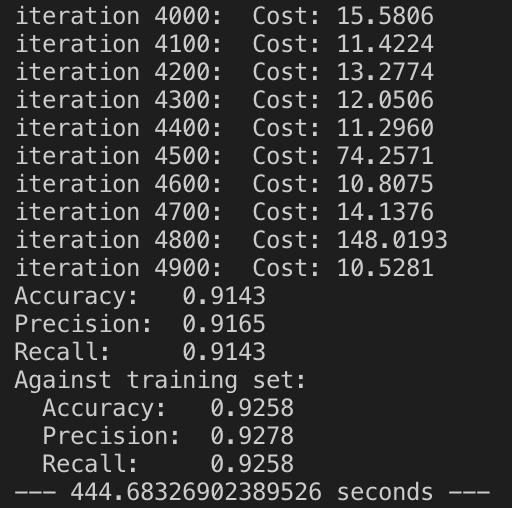 iteration 4000:  Cost: 15.5806
iteration 4100:  Cost: 11.4224
iteration 4200:  Cost: 13.2774
iteration 4300:  Cost: 12.0506
iteration 4400:  Cost: 11.2960
iteration 4500:  Cost: 74.2571
iteration 4600:  Cost: 10.8075
iteration 4700:  Cost: 14.1376
iteration 4800:  Cost: 148.0193
iteration 4900:  Cost: 10.5281
Accuracy:   0.9143
Precision:  0.9165
Recall:     0.9143
Against training set:
  Accuracy:   0.9258
  Precision:  0.9278
  Recall:     0.9258
--- 444.68326902389526 seconds ---